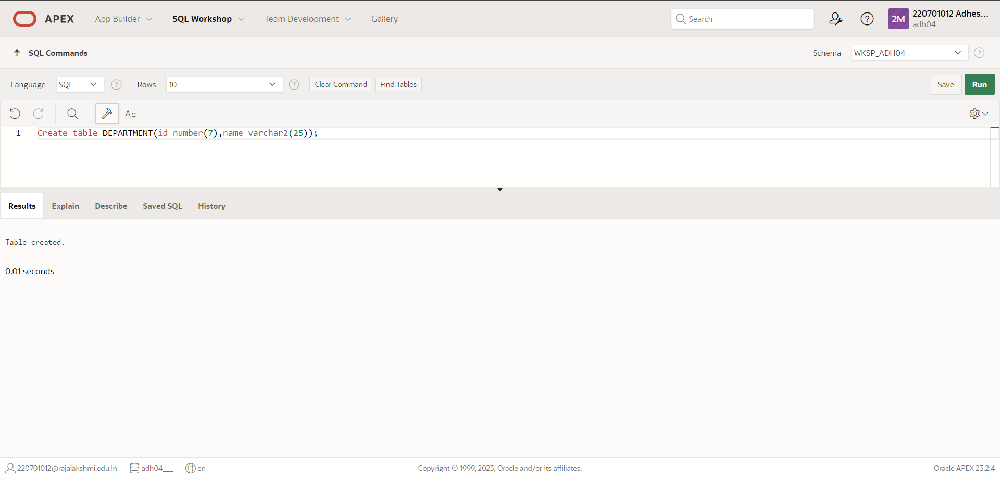 APEX App Builder SQL Workshop Team Development Gallery Search ? 2M 220701012 Adhes...
adh04___
SQL Commands Schema WKSP_ADH04 ?
Language SQL ? Rows 10 ? Clear Command Find Tables Save Run
A::
1 Create table DEPARTMENT(id number(7),name varchar2(25));
Results Explain Describe Saved SQL History
Table created.
0.01 seconds
220701012@rajalakshmi.edu.in adh04___ en Copyright © 1999, 2023, Oracle and/or its affiliates. Oracle APEX 23.2.4